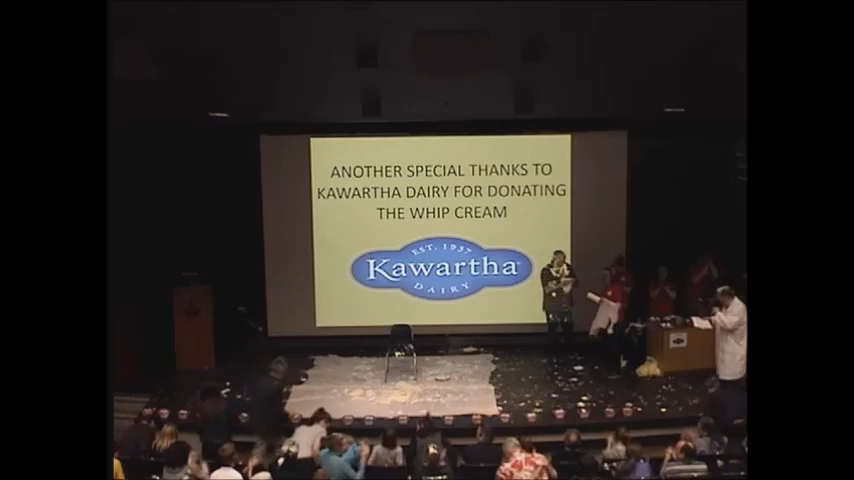 ANOTHER SPECIAL THANKS TO
KAWARTHA DAIRY FOR DONATING
THE WHIP CREAM
EST. 1937
Kawartha
DAIRY